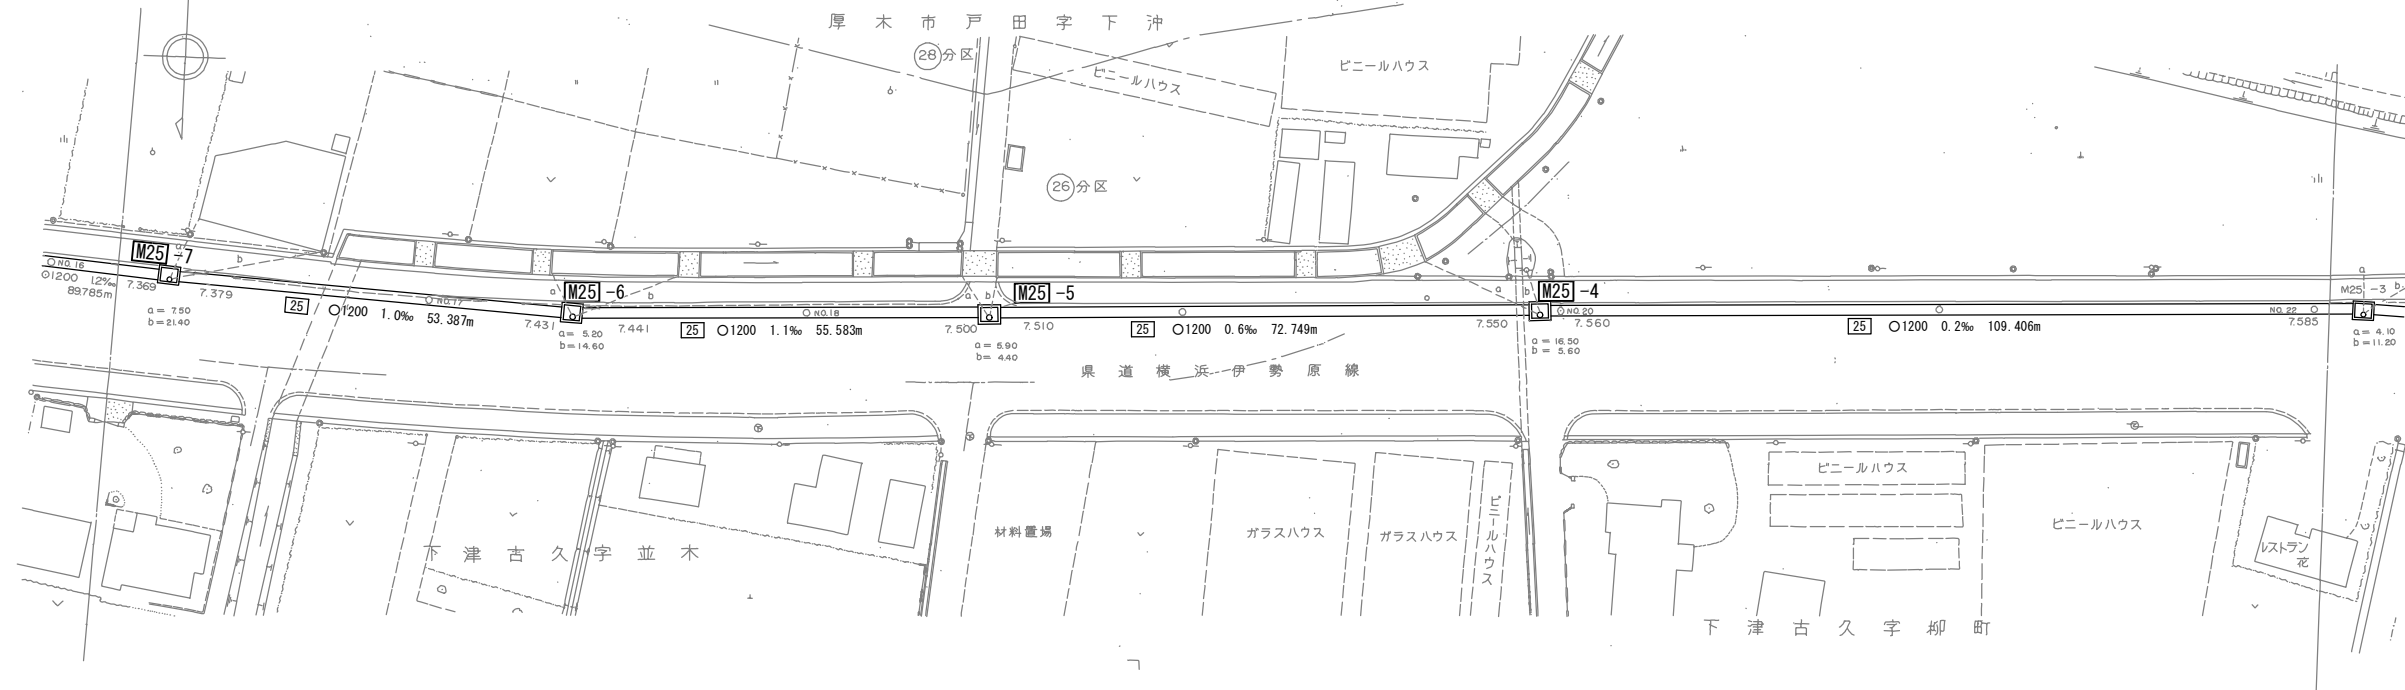 厚木市戸田字下沖
28分区
ビニールハウス
ビニールハウス
26分区
M25-7
a
b
NO.16
○1200 1.2‰
89.785m
7.369
7.379
a = 7.50
b = 21.40
25 ○1200 1.0‰ 53.387m
NO.17
M25-6
a
b
7.431
7.441
a = 5.20
b = 14.60
25 ○1200 1.1‰ 55.583m
NO.18
M25-5
a b
7.500
7.510
a = 5.90
b = 4.40
25 ○1200 0.6‰ 72.749m
M25-4
a b
7.550
NO.20
7.560
a = 16.50
b = 5.60
25 ○1200 0.2‰ 109.406m
NO.22
7.585
M25-3
a
b
a = 4.10
b = 11.20
県道横浜伊勢原線
下津古久字並木
材料置場
ガラスハウス
ガラスハウス
ビニールハウス
ビニールハウス
ビニールハウス
レストラン
花
下津古久字柳町